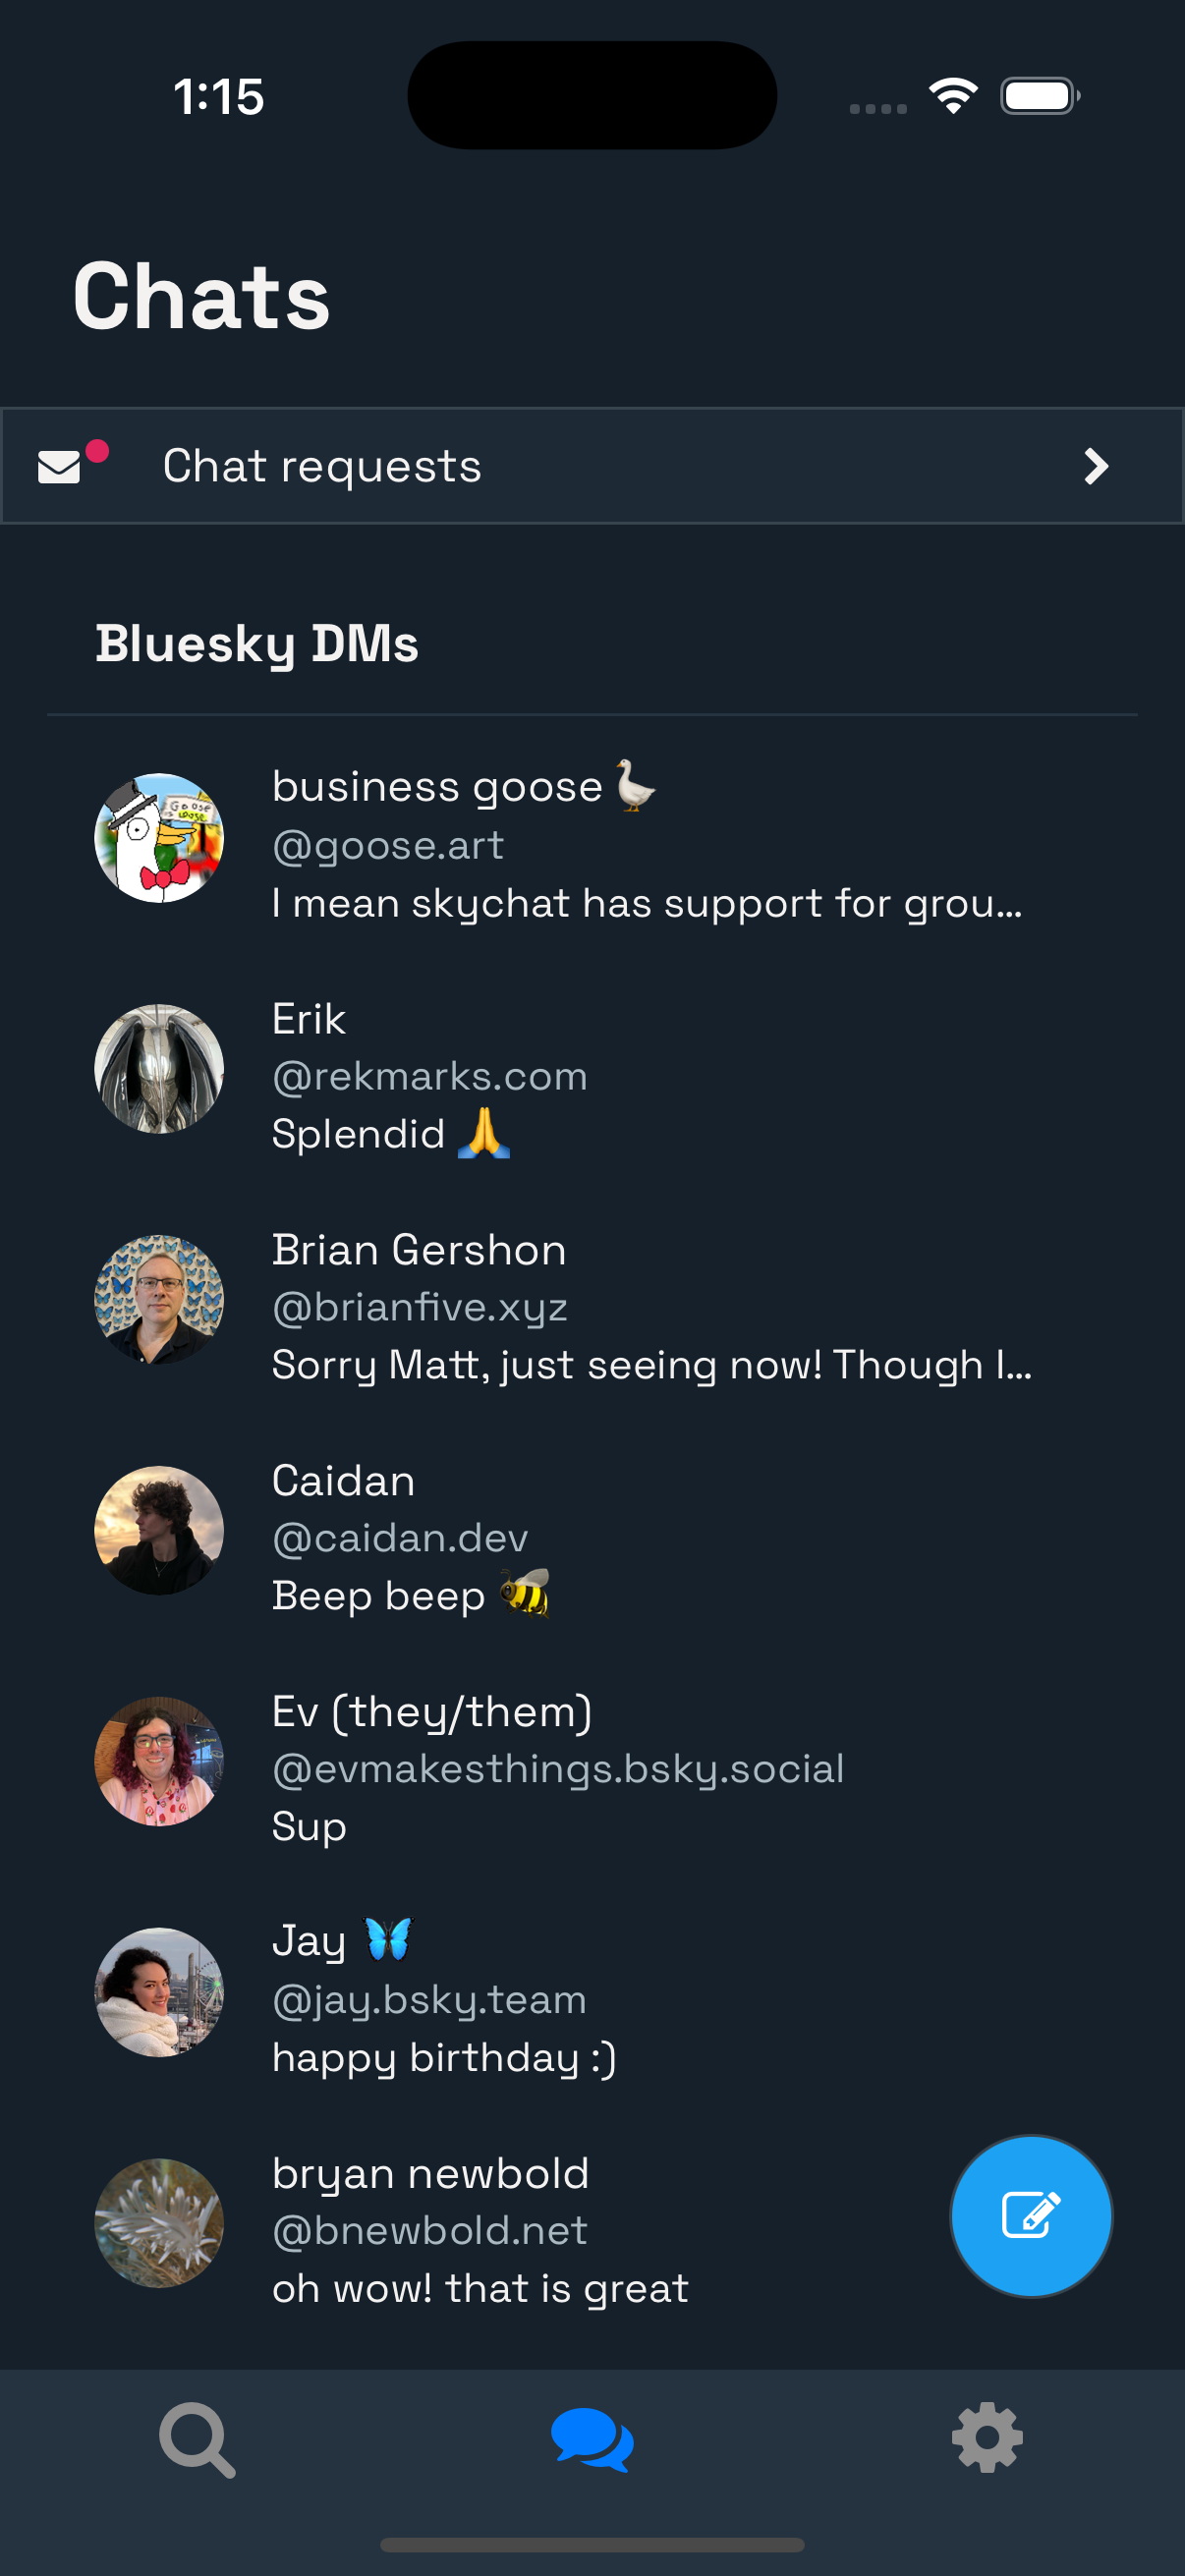 1:15
Chats
Chat requests
Bluesky DMs
Goose
loose
business goose 🪿
@goose.art
I mean skychat has support for grou...
Erik
@rekmarks.com
Splendid 🙏
Brian Gershon
@brianfive.xyz
Sorry Matt, just seeing now! Though I...
Caidan
@caidan.dev
Beep beep 🐝
Ev (they/them)
@evmakesthings.bsky.social
Sup
Jay 🦋
@jay.bsky.team
happy birthday :)
bryan newbold
@bnewbold.net
oh wow! that is great